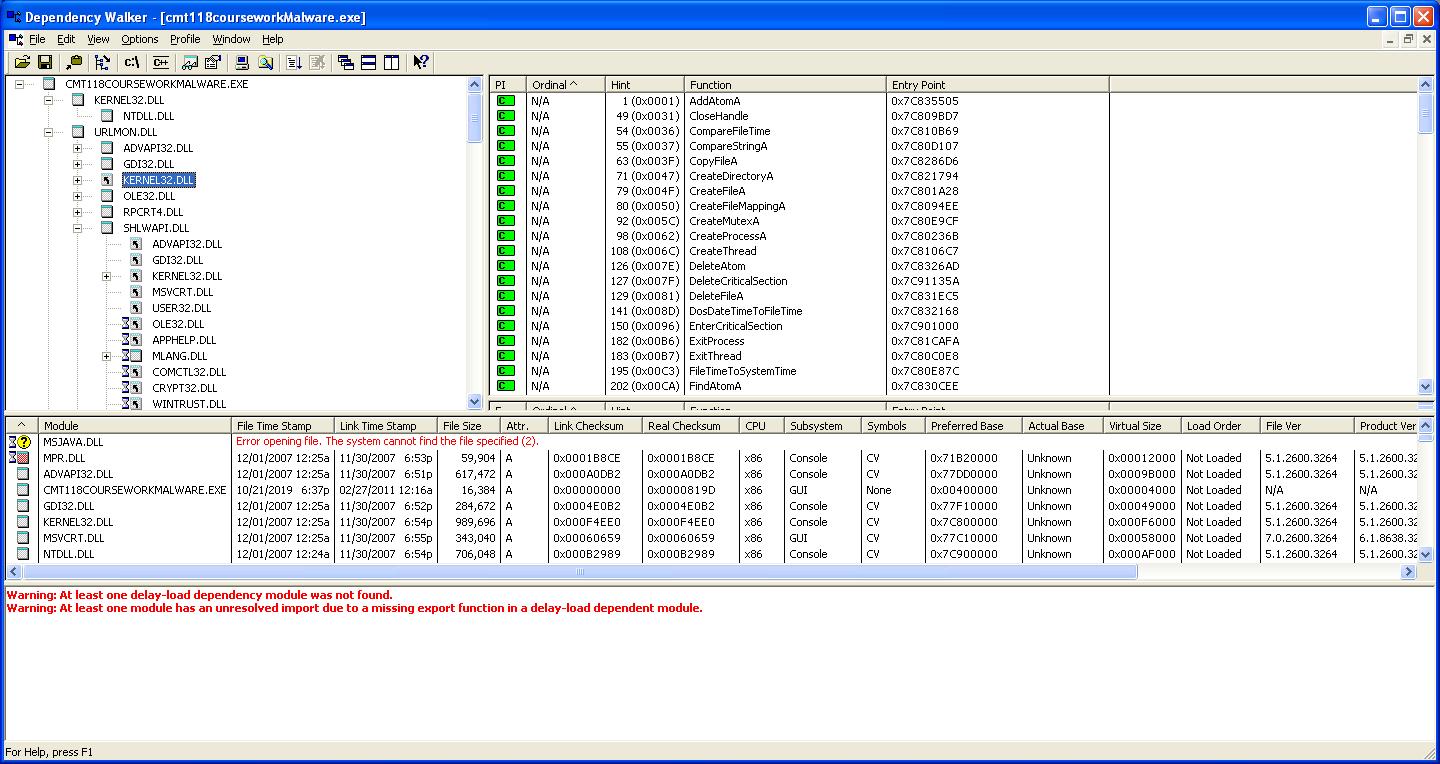 Dependency Walker - [cmt118courseworkMalware.exe]
File Edit View Options Profile Window Help
C:\ C++
CMT118COURSEWORKMALWARE.EXE
KERNEL32.DLL
NTDLL.DLL
URLMON.DLL
ADVAPI32.DLL
GDI32.DLL
KERNEL32.DLL
OLE32.DLL
RPCRT4.DLL
SHLWAPI.DLL
ADVAPI32.DLL
GDI32.DLL
KERNEL32.DLL
MSVCRT.DLL
USER32.DLL
OLE32.DLL
APPHELP.DLL
MLANG.DLL
COMCTL32.DLL
CRYPT32.DLL
WINTRUST.DLL
PI Ordinal ^ Hint Function Entry Point
C N/A 1 (0x0001) AddAtomA 0x7C835505
C N/A 49 (0x0031) CloseHandle 0x7C809BD7
C N/A 54 (0x0036) CompareFileTime 0x7C810B69
C N/A 55 (0x0037) CompareStringA 0x7C80D107
C N/A 63 (0x003F) CopyFileA 0x7C8286D6
C N/A 71 (0x0047) CreateDirectoryA 0x7C821794
C N/A 79 (0x004F) CreateFileA 0x7C801A28
C N/A 80 (0x0050) CreateFileMappingA 0x7C8094EE
C N/A 92 (0x005C) CreateMutexA 0x7C80E9CF
C N/A 98 (0x0062) CreateProcessA 0x7C80236B
C N/A 108 (0x006C) CreateThread 0x7C8106C7
C N/A 126 (0x007E) DeleteAtom 0x7C8326AD
C N/A 127 (0x007F) DeleteCriticalSection 0x7C91135A
C N/A 129 (0x0081) DeleteFileA 0x7C831EC5
C N/A 141 (0x008D) DosDateTimeToFileTime 0x7C832168
C N/A 150 (0x0096) EnterCriticalSection 0x7C901000
C N/A 182 (0x00B6) ExitProcess 0x7C81CAFA
C N/A 183 (0x00B7) ExitThread 0x7C80C0E8
C N/A 195 (0x00C3) FileTimeToSystemTime 0x7C80E87C
C N/A 202 (0x00CA) FindAtomA 0x7C830CEE
E Ordinal ^ Hint Function Entry Point
^ Module File Time Stamp Link Time Stamp File Size Attr. Link Checksum Real Checksum CPU Subsystem Symbols Preferred Base Actual Base Virtual Size Load Order File Ver Product Ver
MSJAVA.DLL Error opening file. The system cannot find the file specified (2).
MPR.DLL 12/01/2007 12:25a 11/30/2007 6:53p 59,904 A 0x0001B8CE 0x0001B8CE x86 Console CV 0x71B20000 Unknown 0x00012000 Not Loaded 5.1.2600.3264 5.1.2600.32
ADVAPI32.DLL 12/01/2007 12:25a 11/30/2007 6:51p 617,472 A 0x000A0DB2 0x000A0DB2 x86 Console CV 0x77DD0000 Unknown 0x0009B000 Not Loaded 5.1.2600.3264 5.1.2600.32
CMT118COURSEWORKMALWARE.EXE 10/21/2019 6:37p 02/27/2011 12:16a 16,384 A 0x00000000 0x0000819D x86 GUI None 0x00400000 Unknown 0x00004000 Not Loaded N/A N/A
GDI32.DLL 12/01/2007 12:25a 11/30/2007 6:52p 284,672 A 0x0004E0B2 0x0004E0B2 x86 Console CV 0x77F10000 Unknown 0x00049000 Not Loaded 5.1.2600.3264 5.1.2600.32
KERNEL32.DLL 12/01/2007 12:25a 11/30/2007 6:54p 989,696 A 0x000F4EE0 0x000F4EE0 x86 Console CV 0x7C800000 Unknown 0x000F6000 Not Loaded 5.1.2600.3264 5.1.2600.32
MSVCRT.DLL 12/01/2007 12:25a 11/30/2007 6:55p 343,040 A 0x00060659 0x00060659 x86 GUI CV 0x77C10000 Unknown 0x00058000 Not Loaded 7.0.2600.3264 6.1.8638.32
NTDLL.DLL 12/01/2007 12:24a 11/30/2007 6:54p 706,048 A 0x000B2989 0x000B2989 x86 Console CV 0x7C900000 Unknown 0x000AF000 Not Loaded 5.1.2600.3264 5.1.2600.32
Warning: At least one delay-load dependency module was not found.
Warning: At least one module has an unresolved import due to a missing export function in a delay-load dependent module.
For Help, press F1